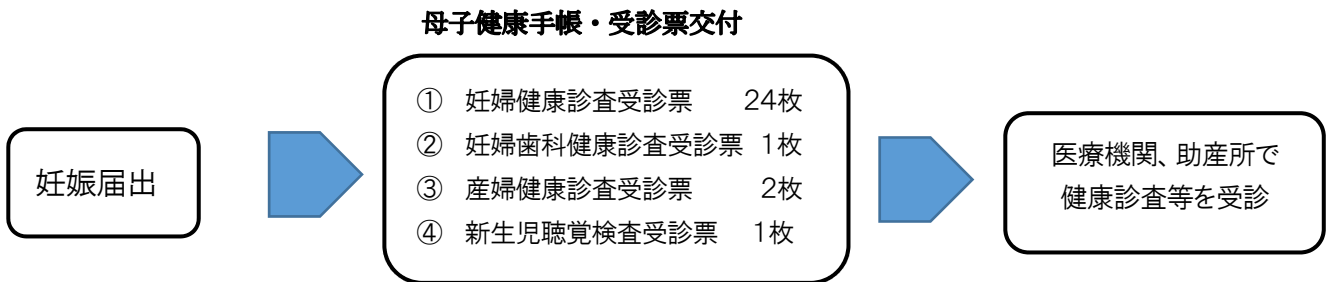 母子健康手帳・受診票交付
妊娠届出
① 妊婦健康診査受診票 24枚
② 妊婦歯科健康診査受診票 1枚
③ 産婦健康診査受診票 2枚
④ 新生児聴覚検査受診票 1枚
医療機関、助産所で
健康診査等を受診